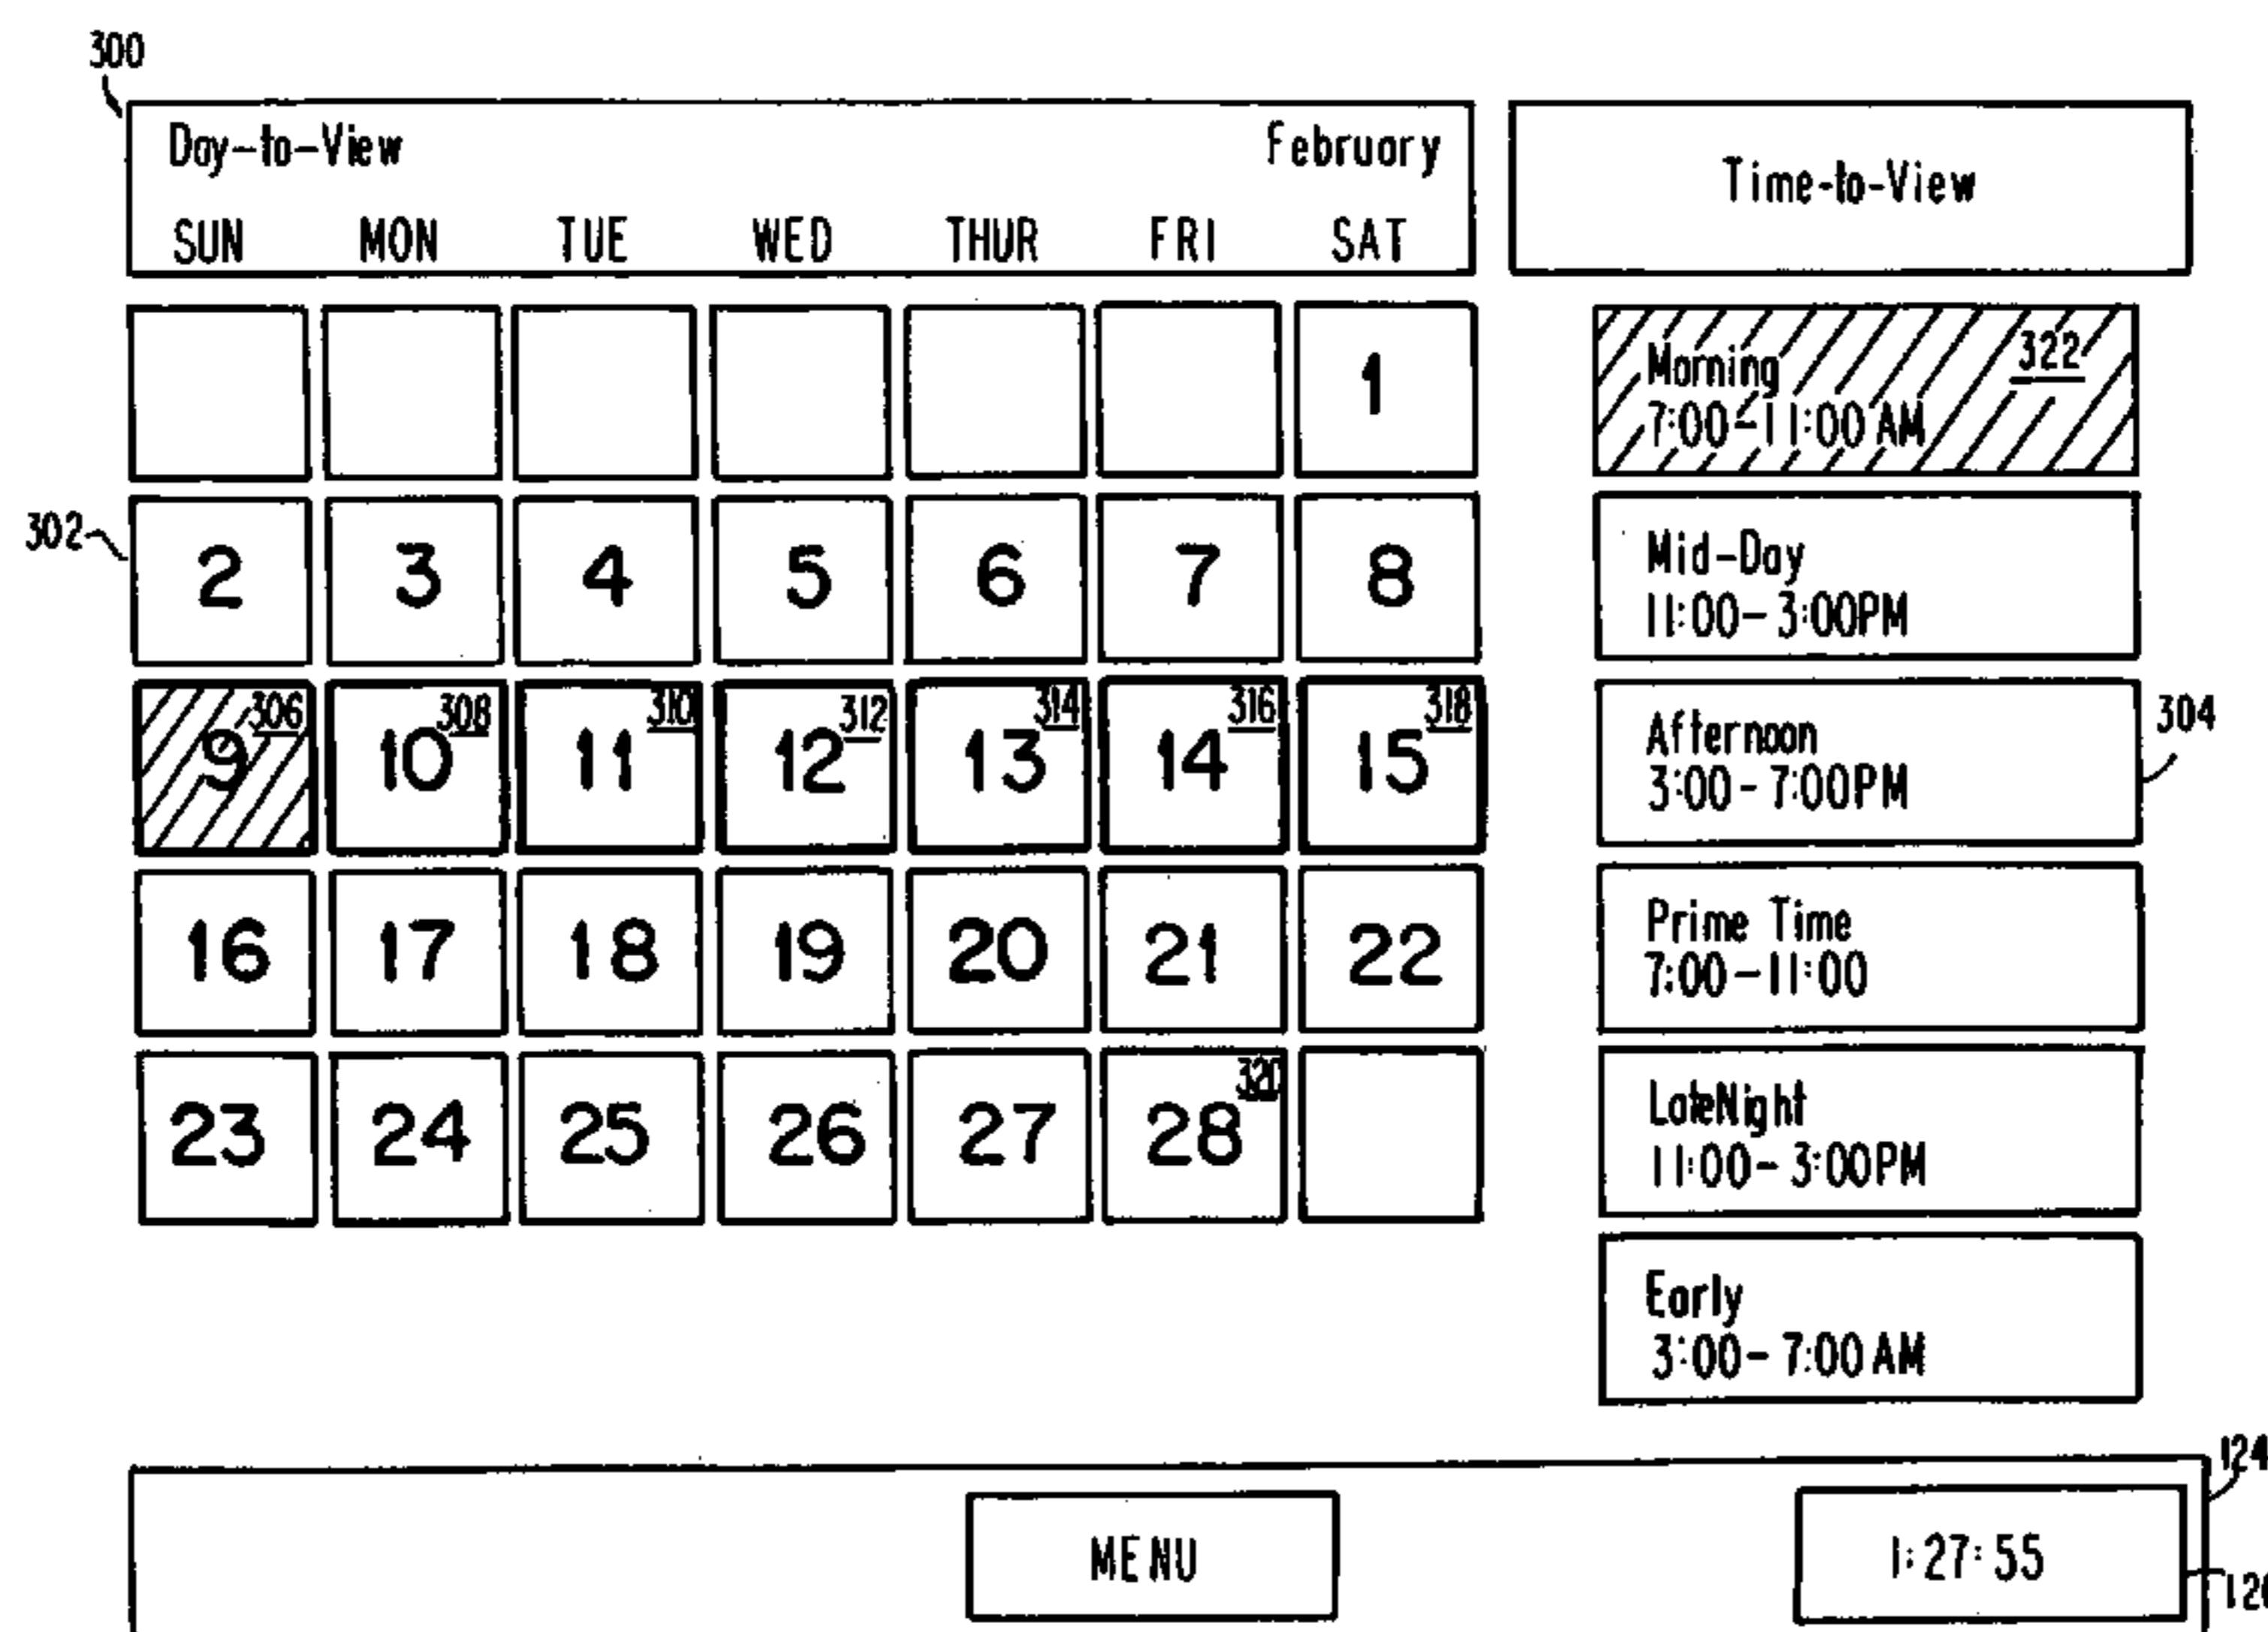 300
Day-to-View February
SUN MON TUE WED THUR FRI SAT
Time-to-View
1
302 2 3 4 5 6 7 8
9 306 10 308 11 310 12 312 13 314 14 316 15 318
16 17 18 19 20 21 22
23 24 25 26 27 28 320
Morning 322
7:00-11:00 AM
Mid-Day
11:00-3:00PM
Afternoon 304
3:00-7:00PM
Prime Time
7:00-11:00
LateNight
11:00-3:00PM
Early
3:00-7:00 AM
124
MENU 1:27:55